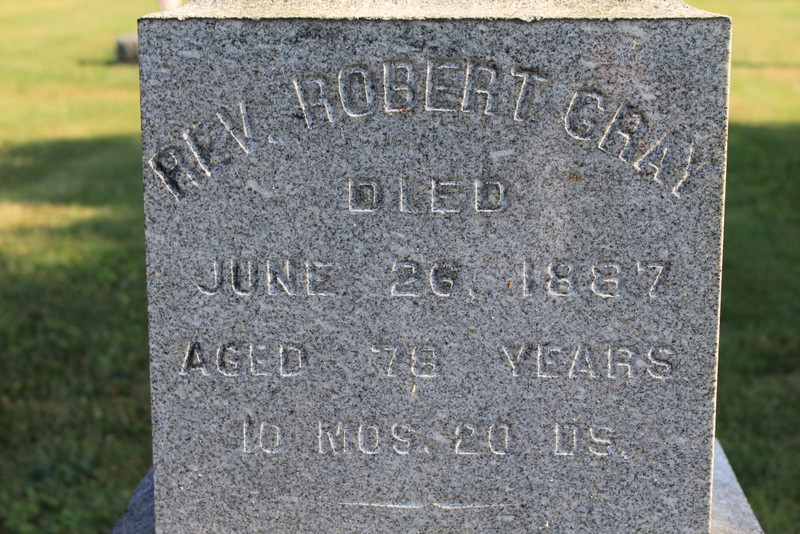 REV. ROBERT GRAY
DIED
JUNE 26, 1887
AGED 78 YEARS
10 MOS. 20 DS.